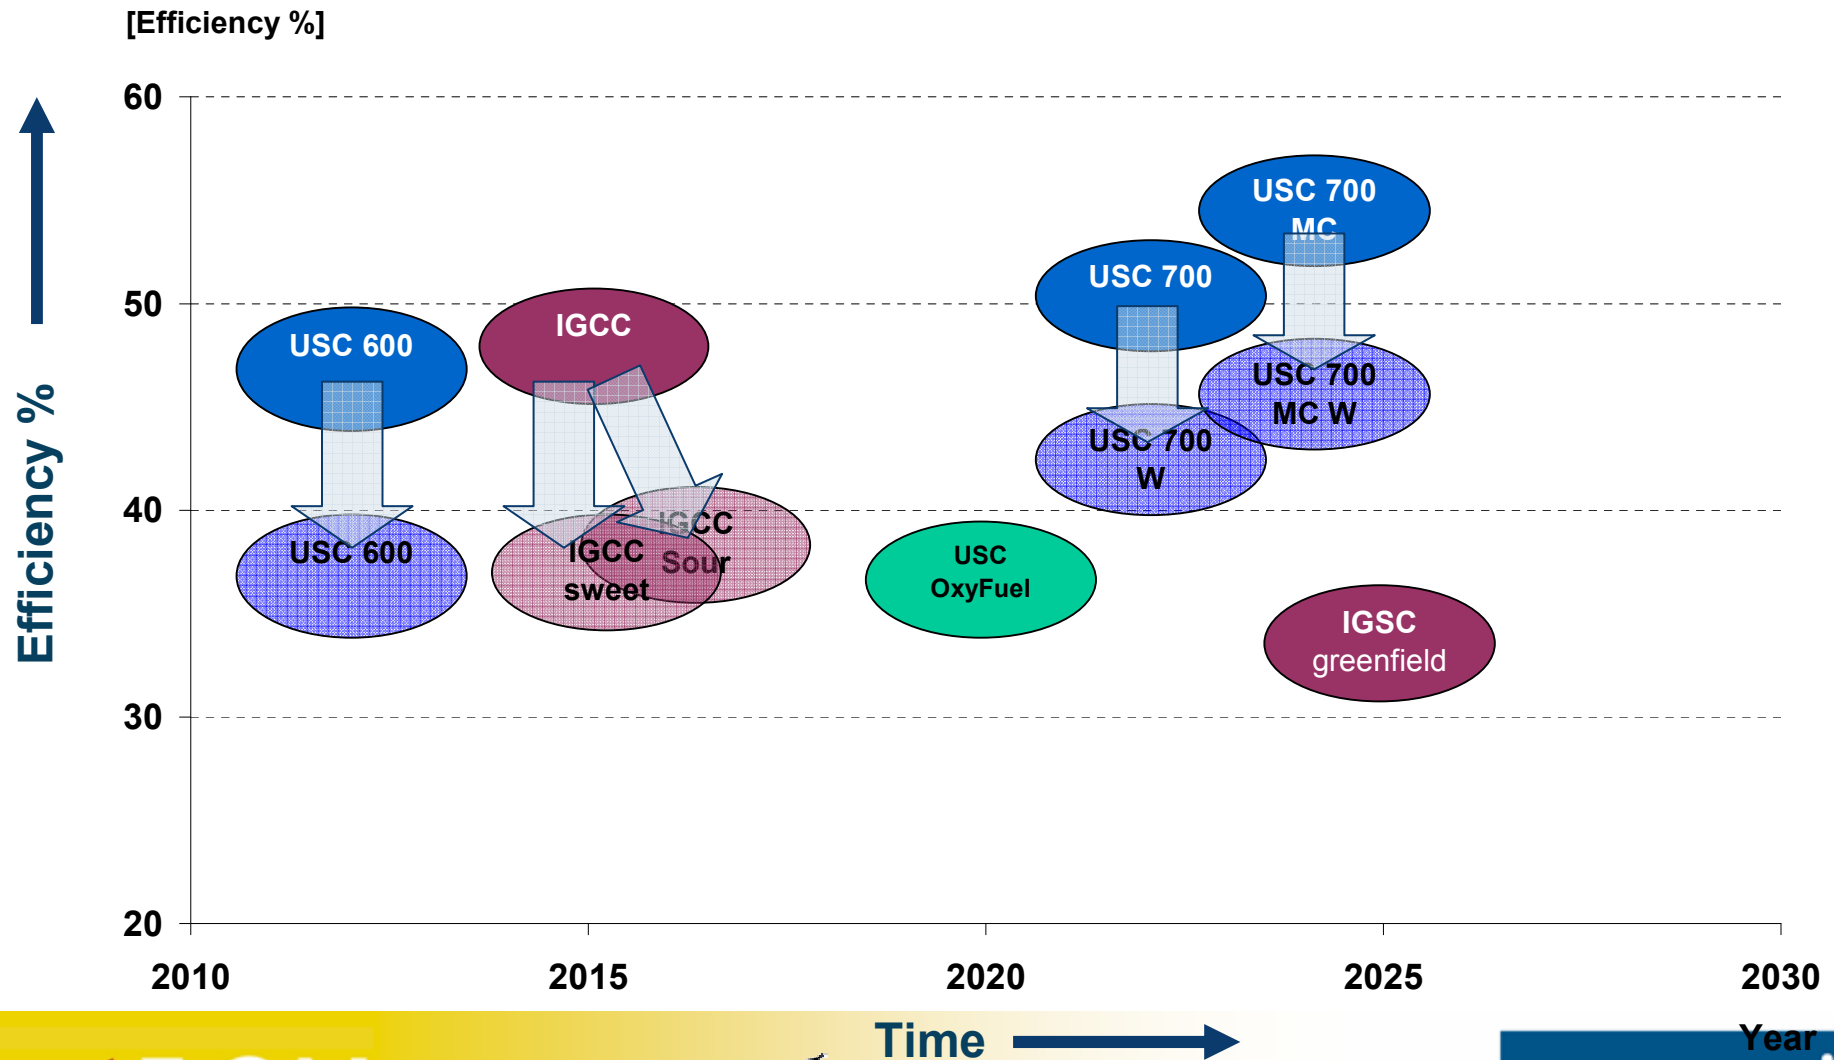 [Efficiency %]
60
50
40
30
20
Efficiency %
USC 600
IGCC
USC 700
USC 700
MC
USC 600
IGCC
sweet
IGCC
Sour
USC
OxyFuel
USC 700
W
USC 700
MC W
IGSC
greenfield
2010
2015
2020
2025
2030
Time
Year